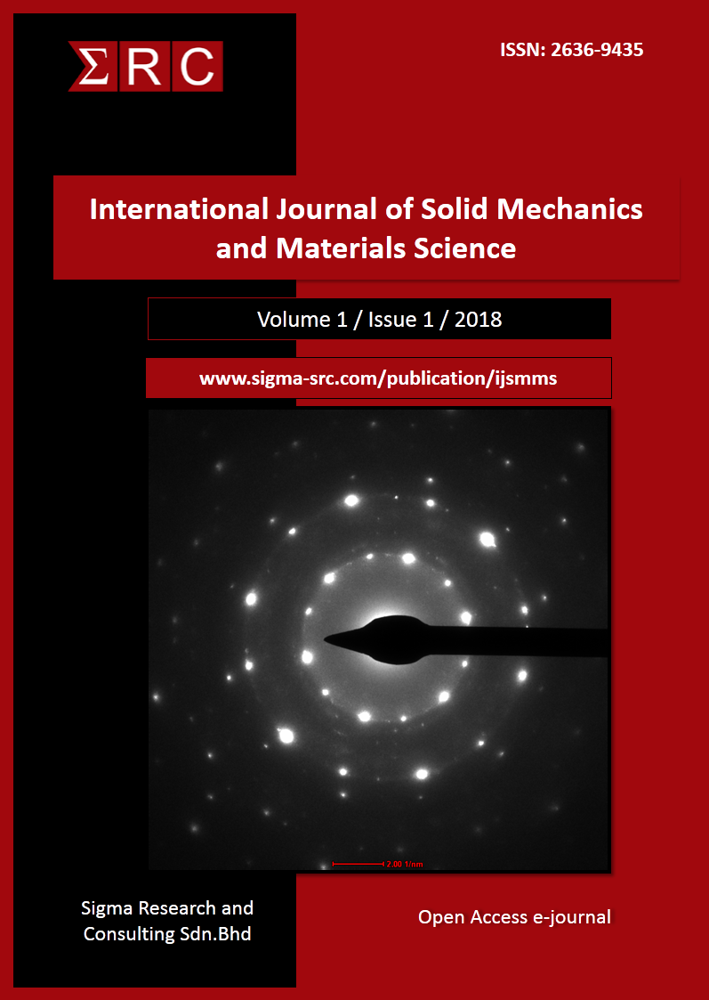 ΣRC
ISSN: 2636-9435
International Journal of Solid Mechanics
and Materials Science
Volume 1 / Issue 1 / 2018
www.sigma-src.com/publication/ijsmms
2.00 1/nm
Sigma Research and
Consulting Sdn.Bhd
Open Access e-journal